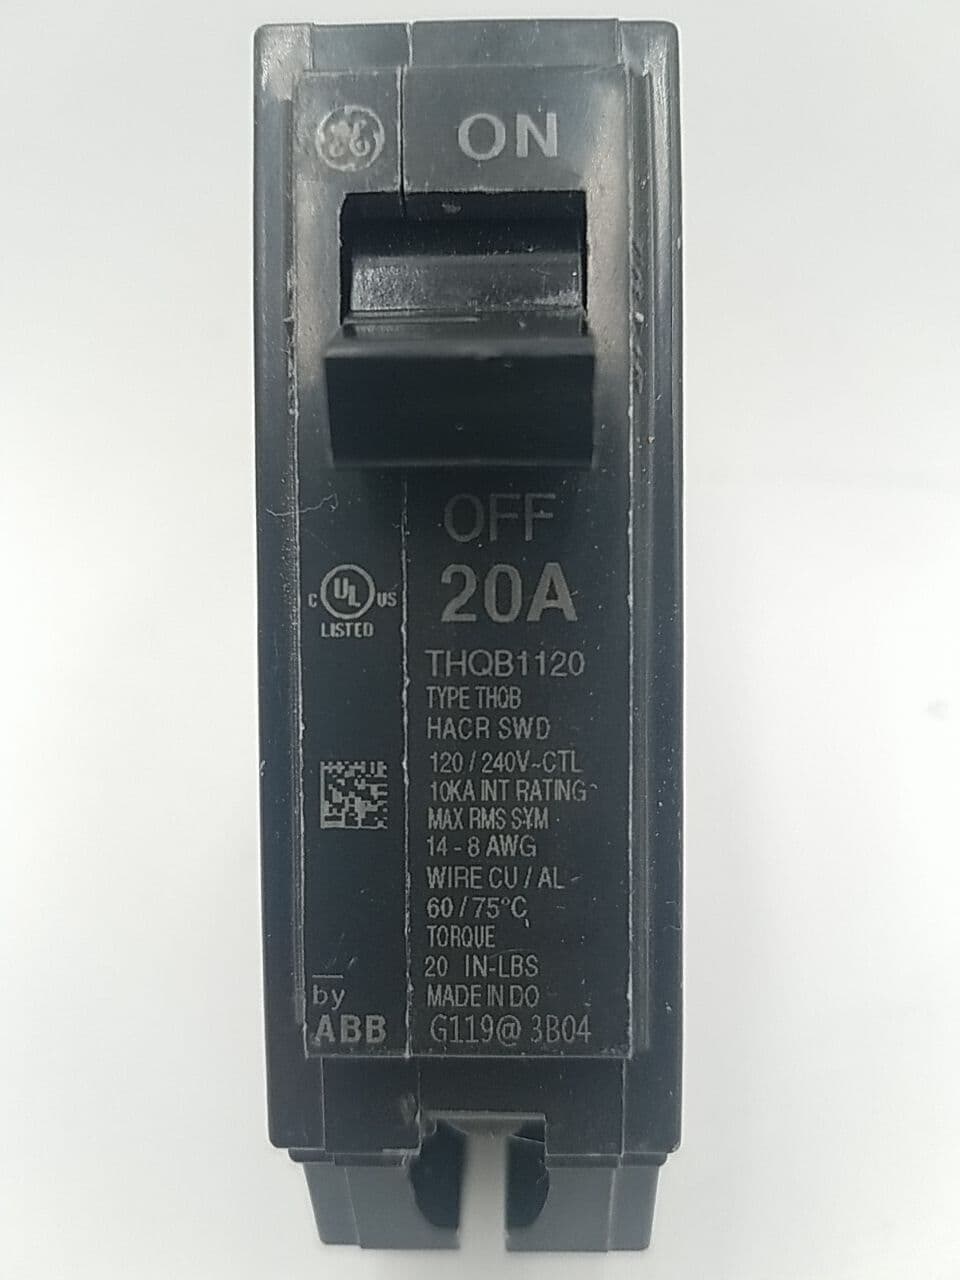 GE
ON
OFF
20A
C UL US
LISTED
THQB1120
TYPE THQB
HACR SWD
120 / 240V~CTL
10KA INT RATING
MAX RMS SYM
14 - 8 AWG
WIRE CU / AL
60 / 75°C
TORQUE
20 IN-LBS
MADE IN DO
G119@ 3B04
by
ABB